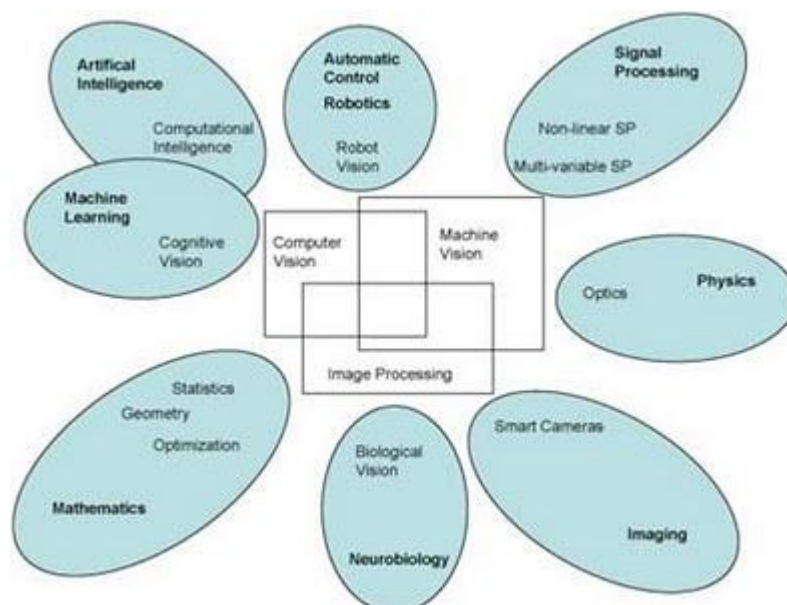 Artifical
Intelligence
Computational
Intelligence
Automatic
Control
Robotics
Robot
Vision
Signal
Processing
Non-linear SP
Multi-variable SP
Machine
Learning
Cognitive
Vision
Computer
Vision
Machine
Vision
Optics
Physics
Image Processing
Statistics
Geometry
Optimization
Mathematics
Biological
Vision
Neurobiology
Smart Cameras
Imaging